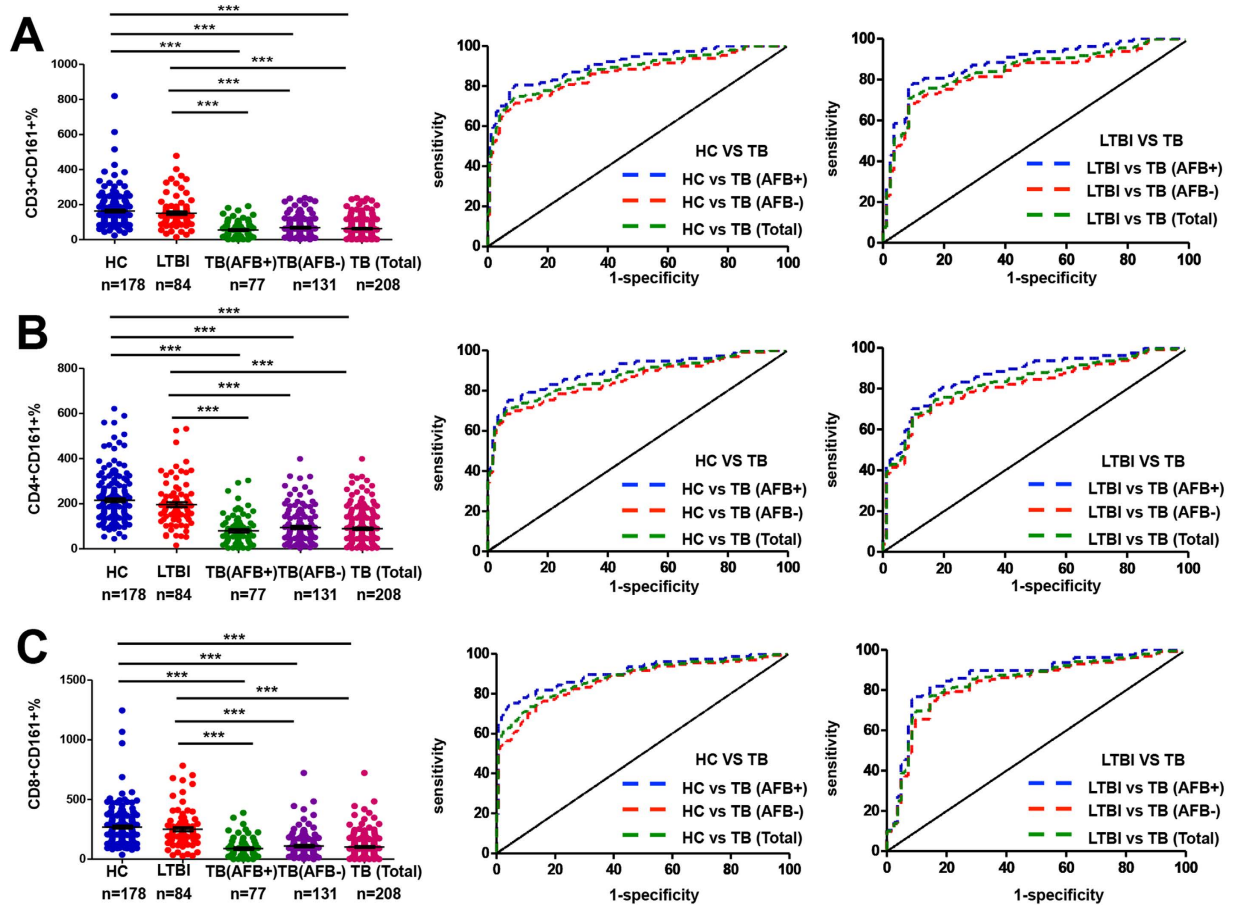 A
***
***
***
***
***
***
CD3+CD161+%
1000
800
600
400
200
0
HC LTBI TB(AFB+) TB(AFB-) TB (Total)
n=178 n=84 n=77 n=131 n=208
sensitivity
100
80
60
40
20
0
HC VS TB
HC vs TB (AFB+)
HC vs TB (AFB-)
HC vs TB (Total)
0 20 40 60 80 100
1-specificity
sensitivity
100
80
60
40
20
0
LTBI VS TB
LTBI vs TB (AFB+)
LTBI vs TB (AFB-)
LTBI vs TB (Total)
0 20 40 60 80 100
1-specificity
B
***
***
***
***
***
***
CD4+CD161+%
800
600
400
200
0
HC LTBI TB(AFB+) TB(AFB-) TB (Total)
n=178 n=84 n=77 n=131 n=208
sensitivity
100
80
60
40
20
0
HC VS TB
HC vs TB (AFB+)
HC vs TB (AFB-)
HC vs TB (Total)
0 20 40 60 80 100
1-specificity
sensitivity
100
80
60
40
20
0
LTBI VS TB
LTBI vs TB (AFB+)
LTBI vs TB (AFB-)
LTBI vs TB (Total)
0 20 40 60 80 100
1-specificity
C
***
***
***
***
***
***
CD8+CD161+%
1500
1000
500
0
HC LTBI TB(AFB+) TB(AFB-) TB (Total)
n=178 n=84 n=77 n=131 n=208
sensitivity
100
80
60
40
20
0
HC VS TB
HC vs TB (AFB+)
HC vs TB (AFB-)
HC vs TB (Total)
0 20 40 60 80 100
1-specificity
sensitivity
100
80
60
40
20
0
LTBI VS TB
LTBI vs TB (AFB+)
LTBI vs TB (AFB-)
LTBI vs TB (Total)
0 20 40 60 80 100
1-specificity